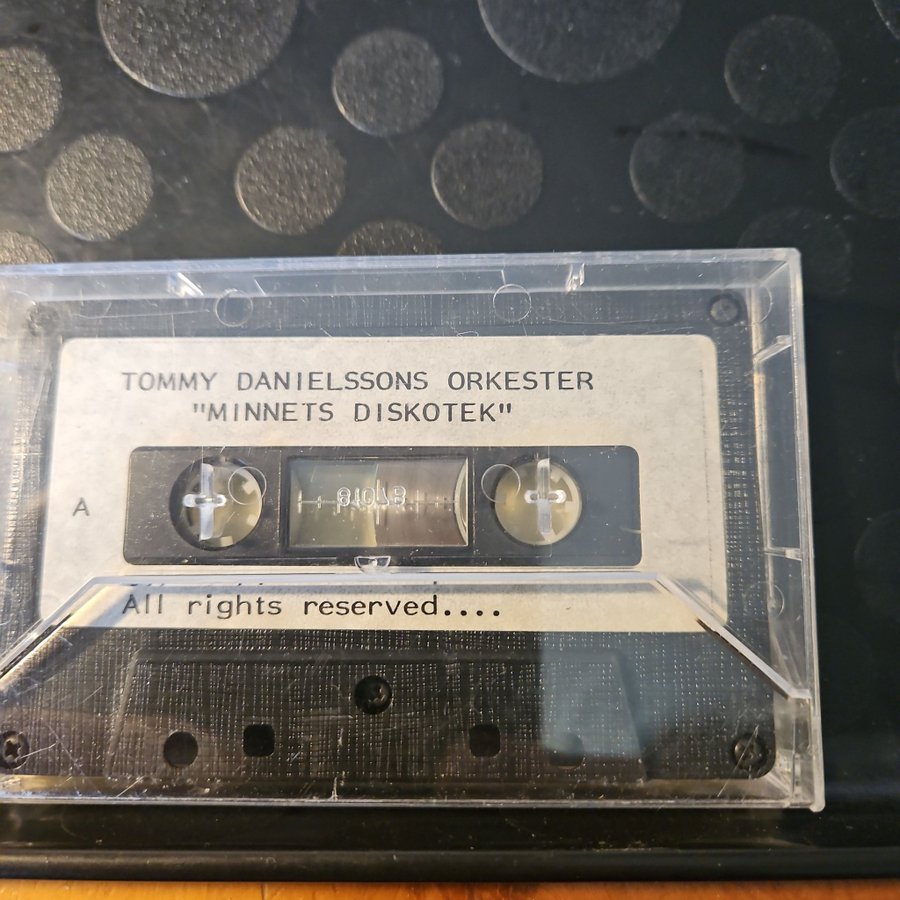 TOMMY DANIELSSONS ORKESTER
"MINNETS DISKOTEK"
A
All rights reserved....